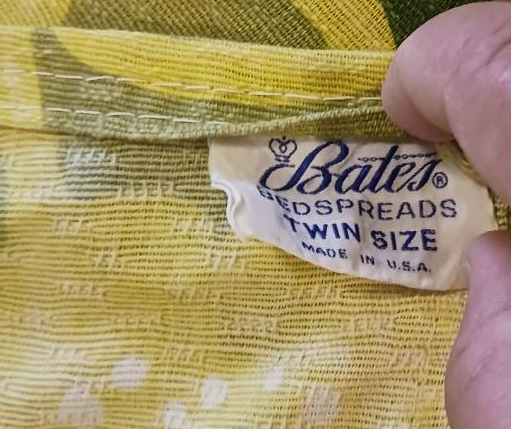 Bates®
BEDSPREADS
TWIN SIZE
MADE IN U.S.A.